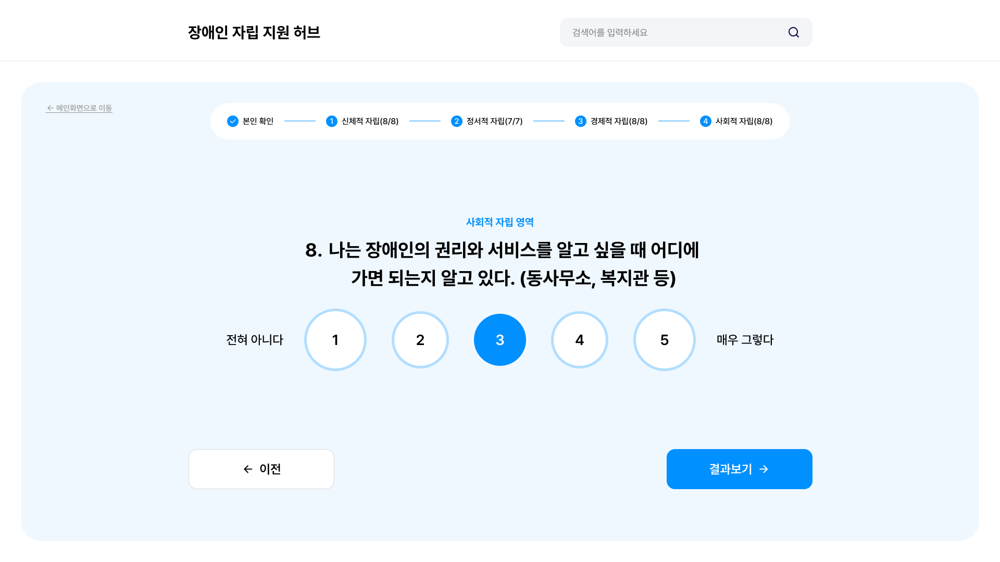 장애인 자립 지원 허브
검색어를 입력하세요
← 메인화면으로 이동
본인 확인
1 신체적 자립(8/8)
2 정서적 자립(7/7)
3 경제적 자립(8/8)
4 사회적 자립(8/8)
사회적 자립 영역
8. 나는 장애인의 권리와 서비스를 알고 싶을 때 어디에
가면 되는지 알고 있다. (동사무소, 복지관 등)
전혀 아니다 1 2 3 4 5 매우 그렇다
← 이전
결과보기 →